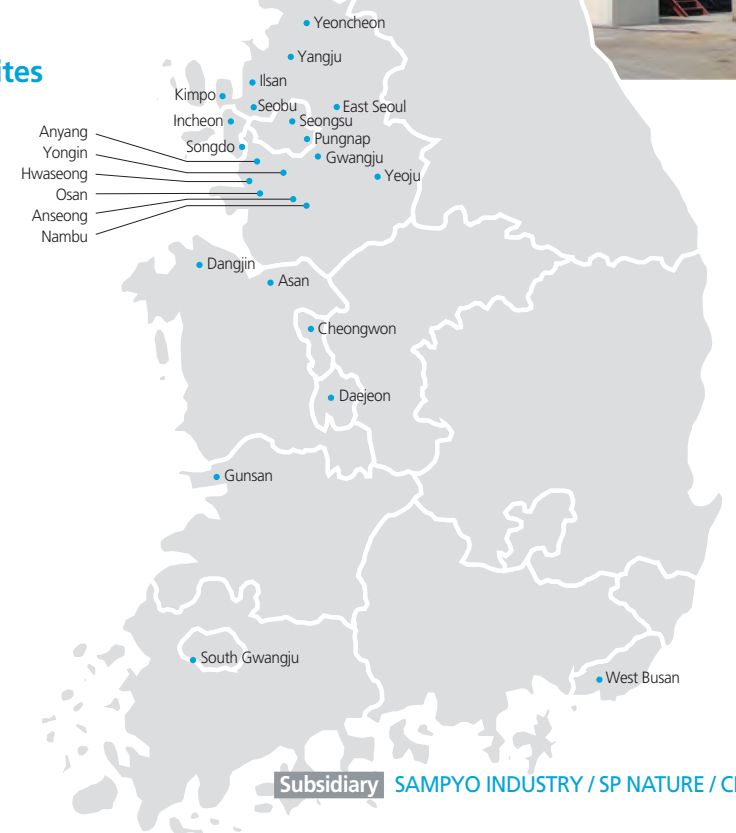 ites
Yeoncheon
Yangju
Ilsan
Kimpo
Seobu
East Seoul
Incheon
Seongsu
Anyang
Pungnap
Songdo
Yongin
Gwangju
Hwaseong
Yeoju
Osan
Anseong
Nambu
Dangjin
Asan
Cheongwon
Daejeon
Gunsan
South Gwangju
West Busan
Subsidiary SAMPYO INDUSTRY / SP NATURE / C